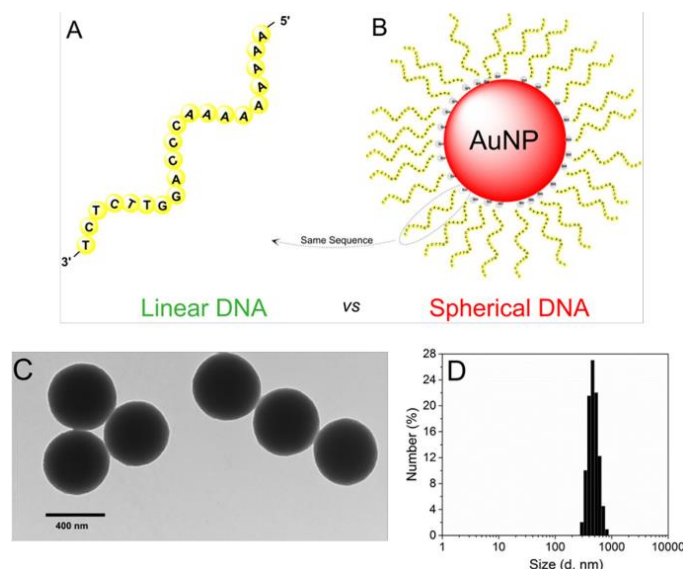 A
5'
A
A
A
A
A
A A A A
C
C
C
A
G
T C T T G
T
C
T
3'
B
AuNP
Same Sequence
Linear DNA vs Spherical DNA
C
400 nm
D
Number (%)
28
24
20
16
12
8
4
0
1 10 100 1000 10000
Size (d. nm)